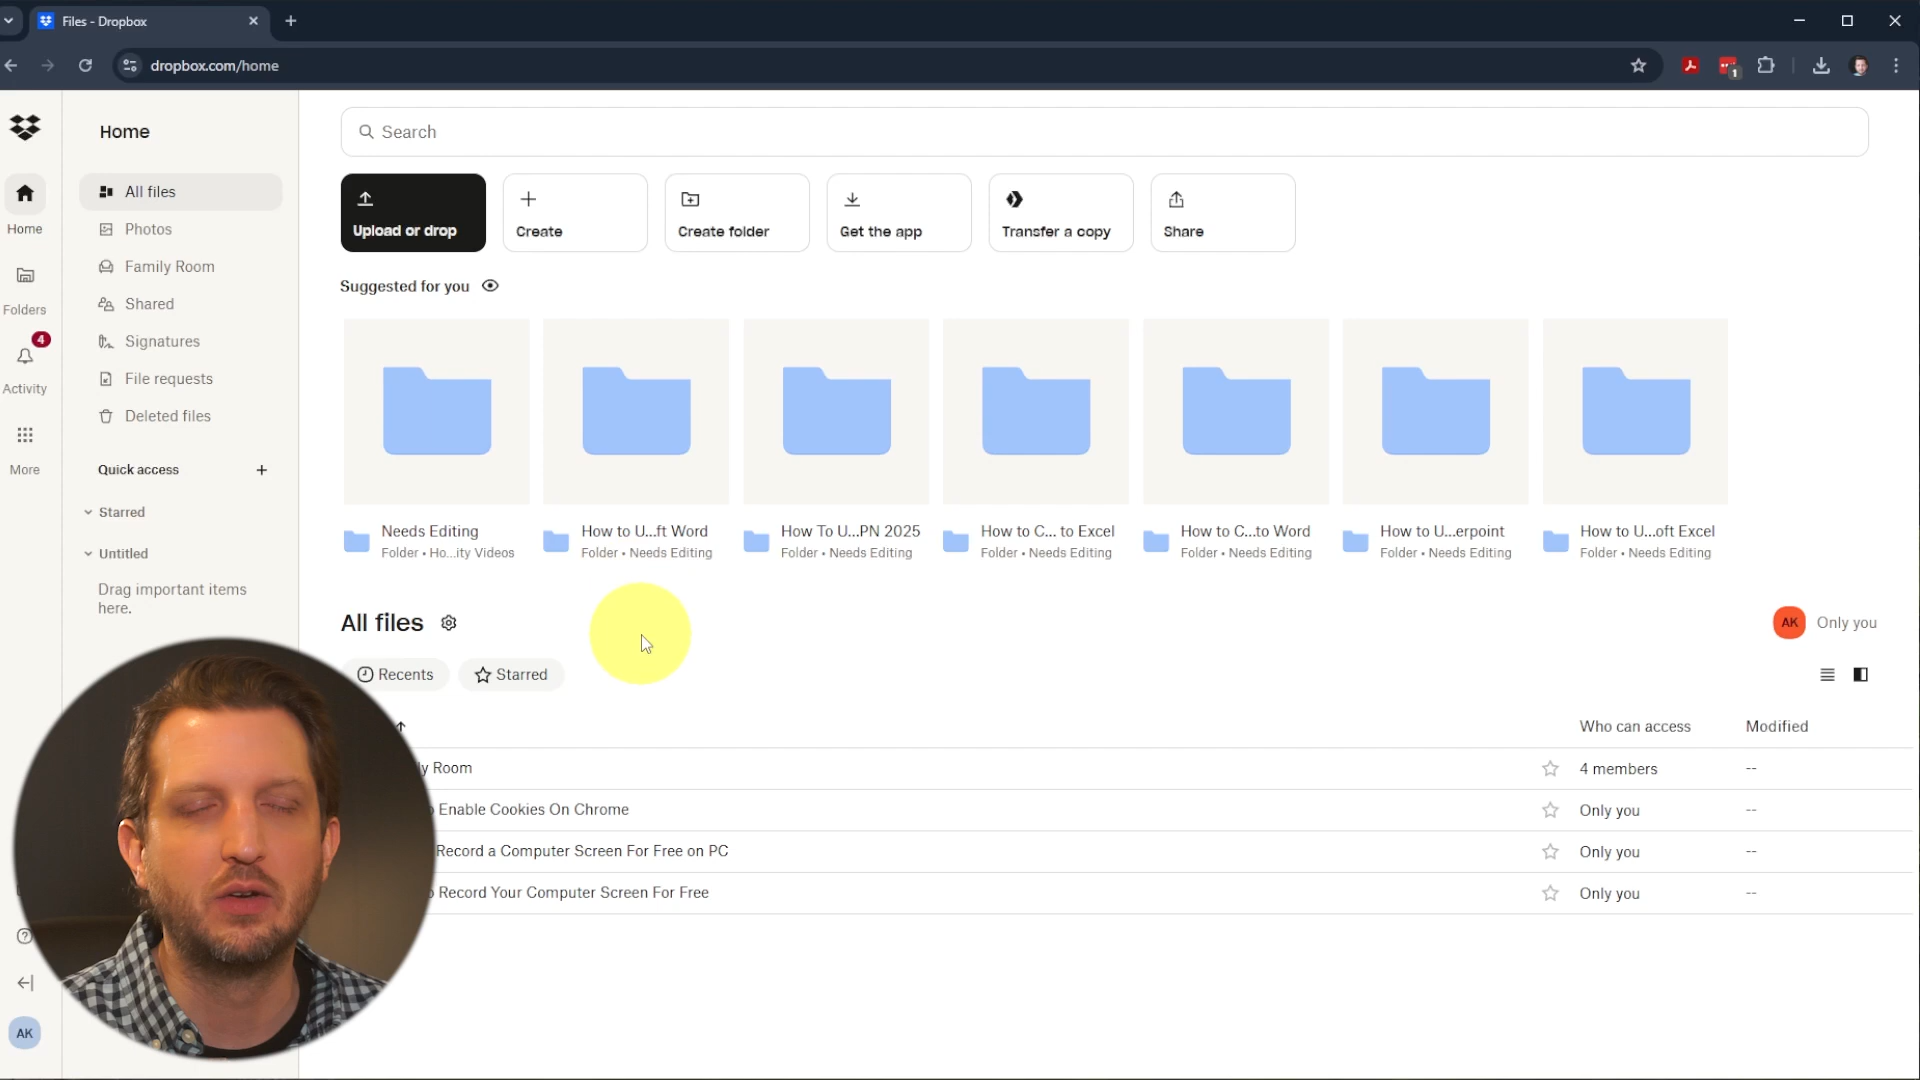 Files - Dropbox
dropbox.com/home
1
Home
Folders
4
Activity
More
AK
Home
All files
Photos
Family Room
Shared
Signatures
File requests
Deleted files
Quick access
Starred
Untitled
Drag important items
here.
Search
Upload or drop
Create
Create folder
Get the app
Transfer a copy
Share
Suggested for you
Needs Editing
Folder • Ho...ity Videos
How to U...ft Word
Folder • Needs Editing
How To U...PN 2025
Folder • Needs Editing
How to C... to Excel
Folder • Needs Editing
How to C...to Word
Folder • Needs Editing
How to U...erpoint
Folder • Needs Editing
How to U...oft Excel
Folder • Needs Editing
All files
AK Only you
Recents Starred
Who can access Modified
y Room 4 members --
Enable Cookies On Chrome Only you --
Record a Computer Screen For Free on PC Only you --
Record Your Computer Screen For Free Only you --